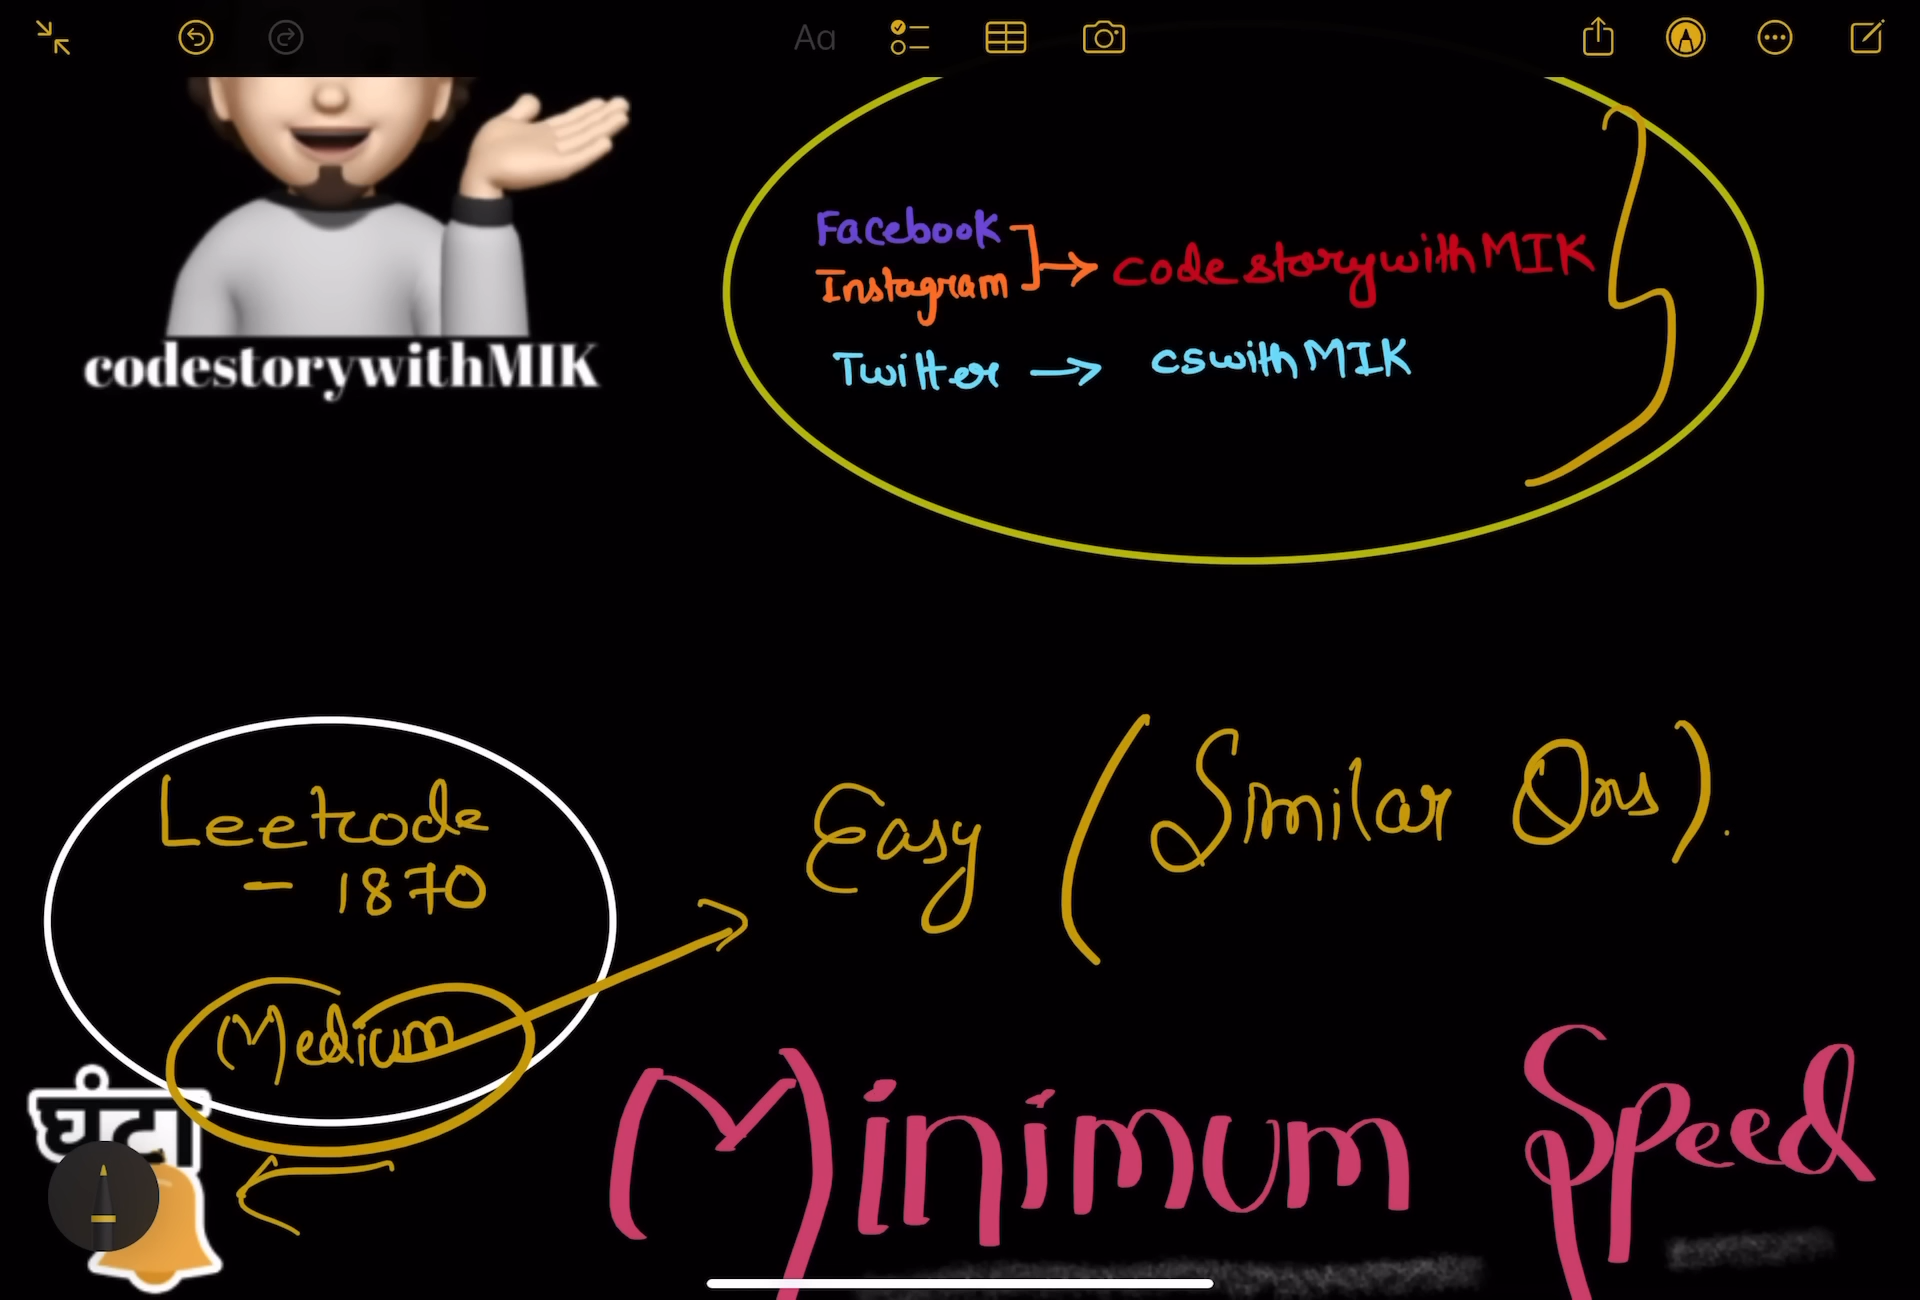 Aa
Facebook
Instagram
→ codestorywithMIK
Twitter → cswithMIK
codestorywithMIK
Leetcode
- 1870
Medium
Easy (Similar Qns).
घंटा
Minimum Speed